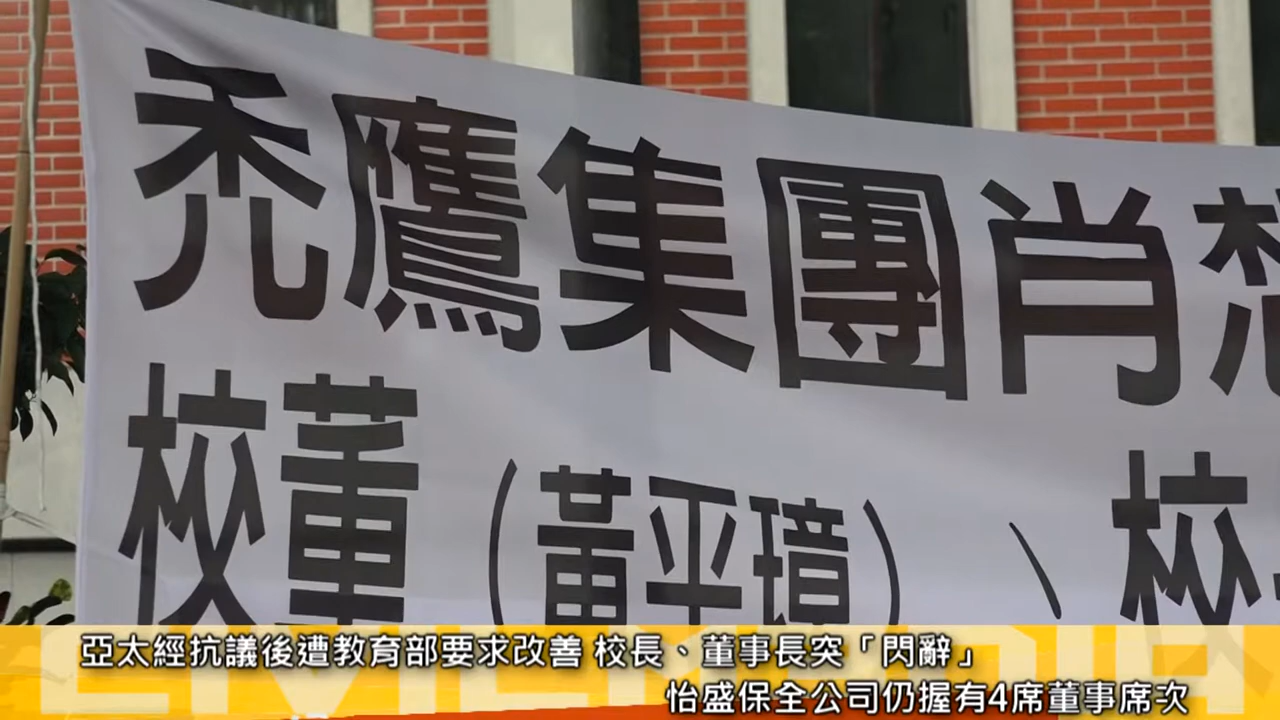 禿鷹集團肖
校董（黃平璋）、校
亞太經抗議後遭教育部要求改善 校長、董事長突「閃辭」
怡盛保全公司仍握有4席董事席次